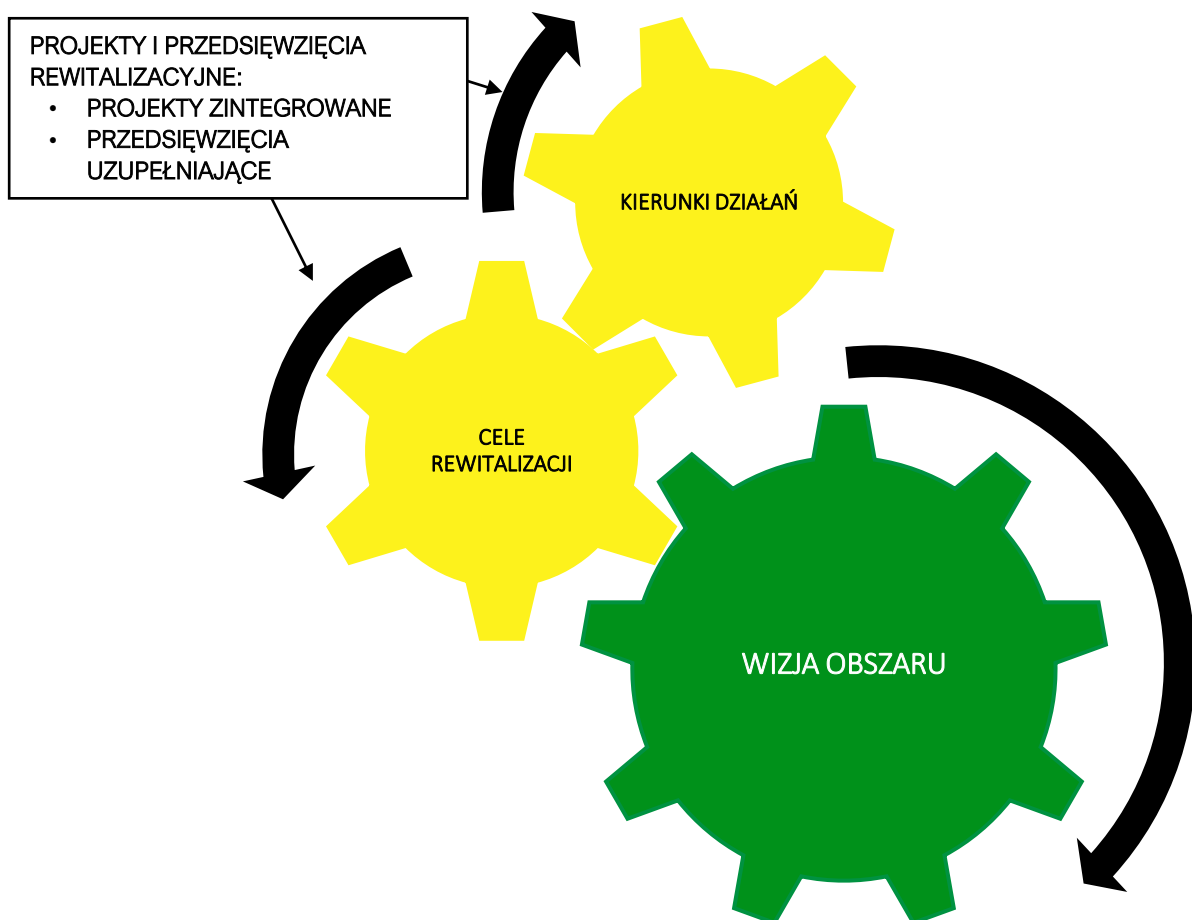 PROJEKTY I PRZEDSIĘWZIĘCIA
REWITALIZACYJNE:
• PROJEKTY ZINTEGROWANE
• PRZEDSIĘWZIĘCIA
UZUPEŁNIAJĄCE
KIERUNKI DZIAŁAŃ
CELE
REWITALIZACJI
WIZJA OBSZARU